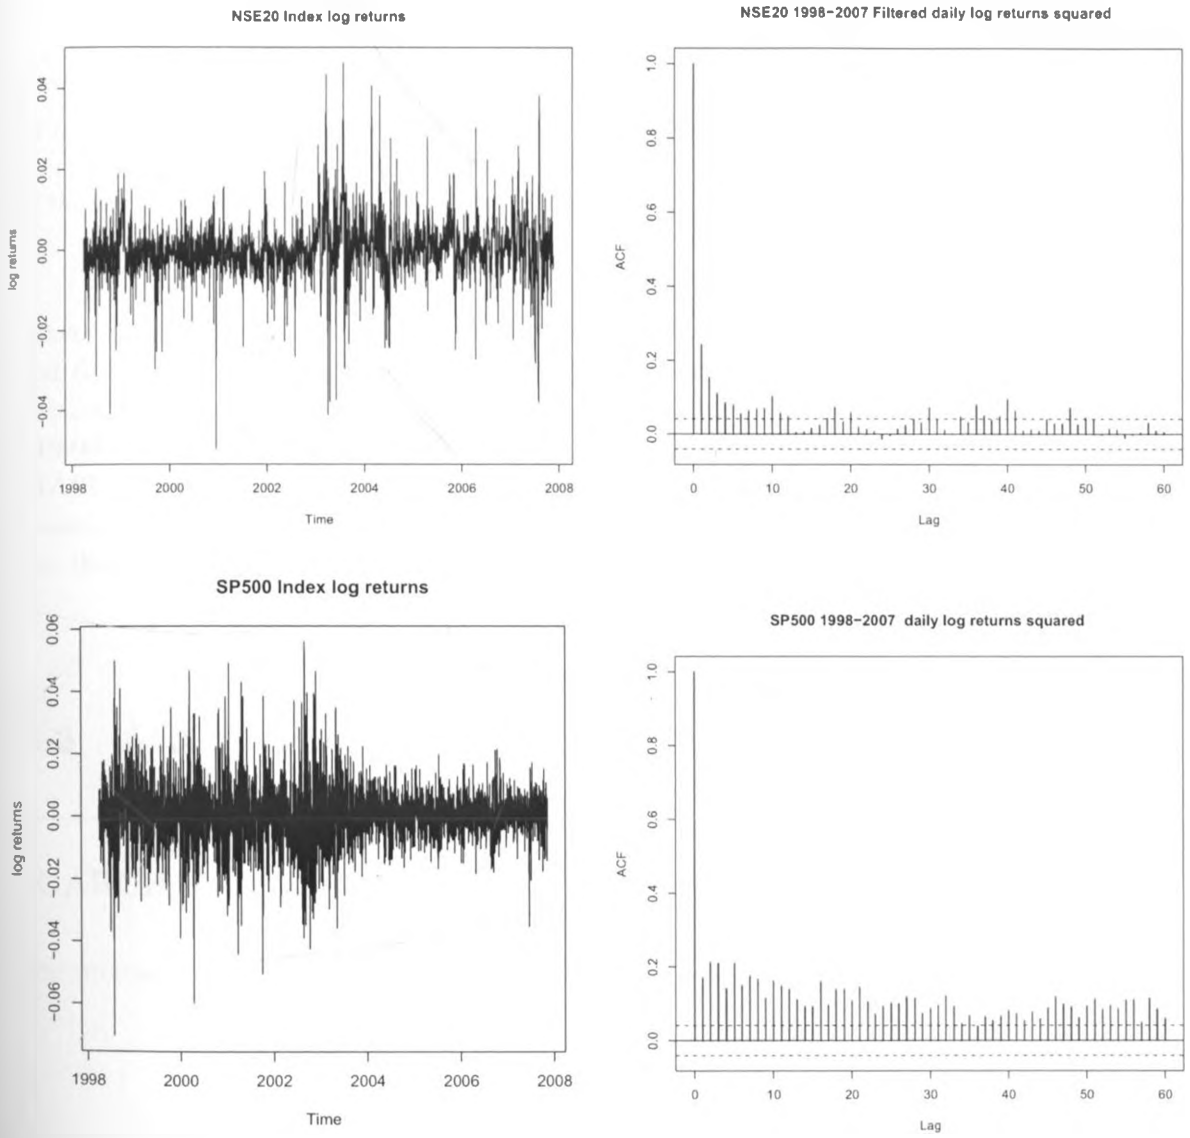 NSE20 Index log returns
log returns
0.04
0.02
0.00
−0.02
−0.04
1998 2000 2002 2004 2006 2008
Time
NSE20 1998−2007 Filtered daily log returns squared
ACF
1.0
0.8
0.6
0.4
0.2
0.0
0 10 20 30 40 50 60
Lag
SP500 Index log returns
log returns
0.06
0.04
0.02
0.00
−0.02
−0.04
−0.06
1998 2000 2002 2004 2006 2008
Time
SP500 1998−2007 daily log returns squared
ACF
1.0
0.8
0.6
0.4
0.2
0.0
0 10 20 30 40 50 60
Lag